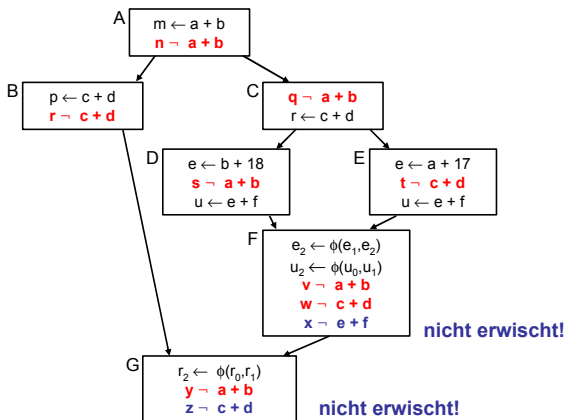 A
m ← a + b
n ¬ a + b
B
p ← c + d
r ¬ c + d
C
q ¬ a + b
r ← c + d
D
e ← b + 18
s ¬ a + b
u ← e + f
E
e ← a + 17
t ¬ c + d
u ← e + f
F
e₂ ← ϕ(e₁,e₂)
u₂ ← ϕ(u₀,u₁)
v ¬ a + b
w ¬ c + d
x ¬ e + f
nicht erwischt!
G
r₂ ← ϕ(r₀,r₁)
y ¬ a + b
z ¬ c + d
nicht erwischt!